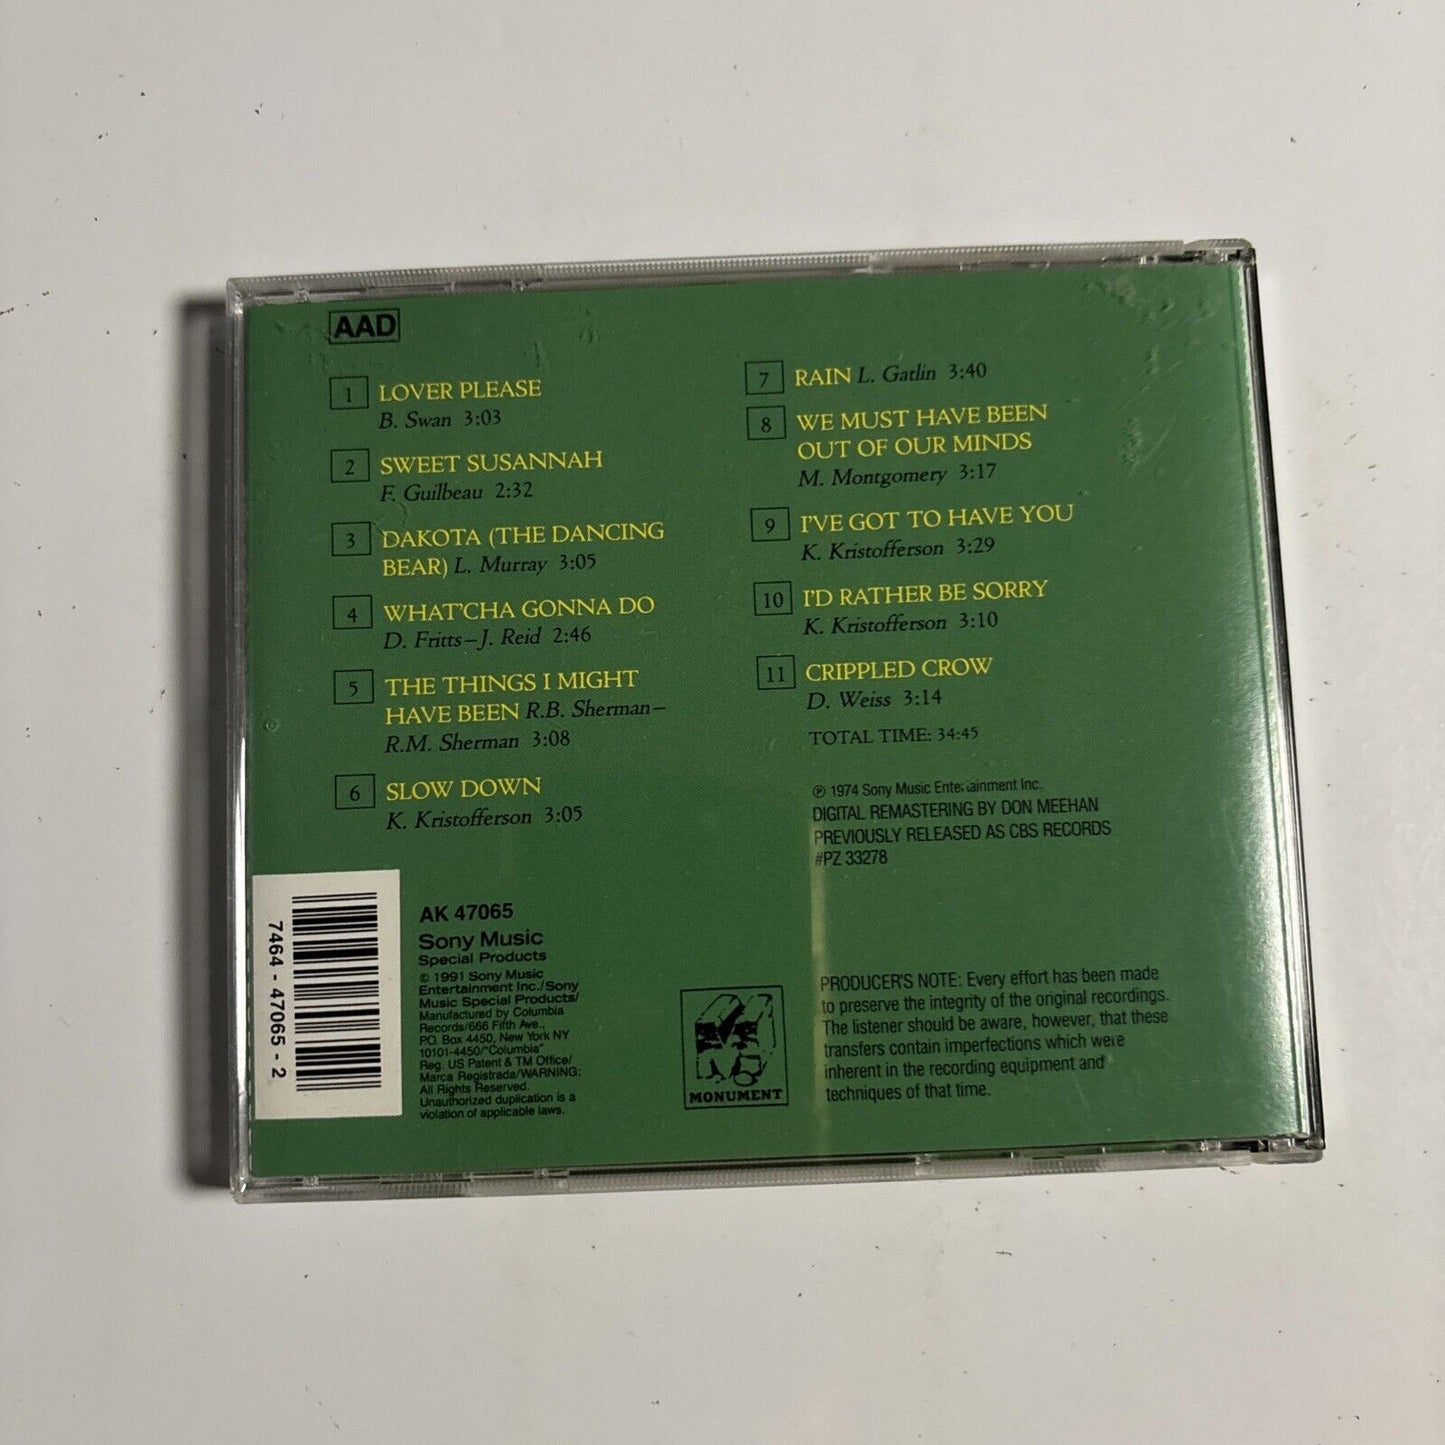 AAD
1 LOVER PLEASE
B. Swan 3:03
2 SWEET SUSANNAH
F. Guilbeau 2:32
3 DAKOTA (THE DANCING
BEAR) L. Murray 3:05
4 WHAT'CHA GONNA DO
D. Fritts–J. Reid 2:46
5 THE THINGS I MIGHT
HAVE BEEN R.B. Sherman–
R.M. Sherman 3:08
6 SLOW DOWN
K. Kristofferson 3:05
7 RAIN L. Gatlin 3:40
8 WE MUST HAVE BEEN
OUT OF OUR MINDS
M. Montgomery 3:17
9 I'VE GOT TO HAVE YOU
K. Kristofferson 3:29
10 I'D RATHER BE SORRY
K. Kristofferson 3:10
11 CRIPPLED CROW
D. Weiss 3:14
TOTAL TIME: 34:45
℗ 1974 Sony Music Entertainment Inc.
DIGITAL REMASTERING BY DON MEEHAN
PREVIOUSLY RELEASED AS CBS RECORDS
#PZ 33278
7464 - 47065 - 2
AK 47065
Sony Music
Special Products
© 1991 Sony Music
Entertainment Inc./Sony
Music Special Products/
Manufactured by Columbia
Records/666 Fifth Ave.,
P.O. Box 4450, New York NY
10101-4450/"Columbia"
Reg. US Patent & TM Office/
Marca Registrada/WARNING:
All Rights Reserved.
Unauthorized duplication is a
violation of applicable laws.
MONUMENT
PRODUCER'S NOTE: Every effort has been made
to preserve the integrity of the original recordings.
The listener should be aware, however, that these
transfers contain imperfections which were
inherent in the recording equipment and
techniques of that time.